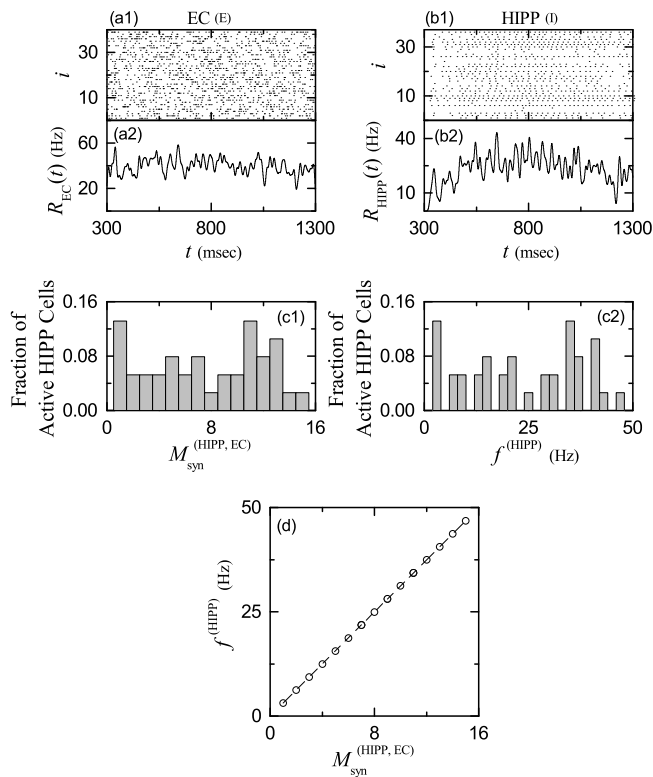 (a1) EC (E)
30
10
i
(a2)
60
20
R_EC(t) (Hz)
300 800 1300
t (msec)
(b1) HIPP (I)
30
10
i
(b2)
40
10
R_HIPP(t) (Hz)
300 800 1300
t (msec)
(c1)
0.16
0.08
0.00
Fraction of
Active HIPP Cells
0 8 16
M_syn^(HIPP, EC)
(c2)
0.16
0.08
0.00
Fraction of
Active HIPP Cells
0 25 50
f^(HIPP) (Hz)
(d)
50
25
0
f^(HIPP) (Hz)
0 8 16
M_syn^(HIPP, EC)